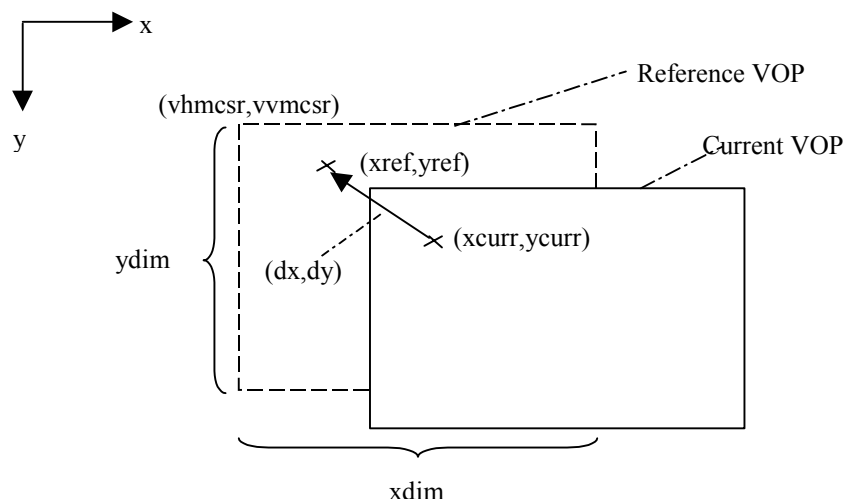 x
y
Reference VOP
(vhmcsr,vvmcsr)
Current VOP
(xref,yref)
(xcurr,ycurr)
ydim
(dx,dy)
xdim